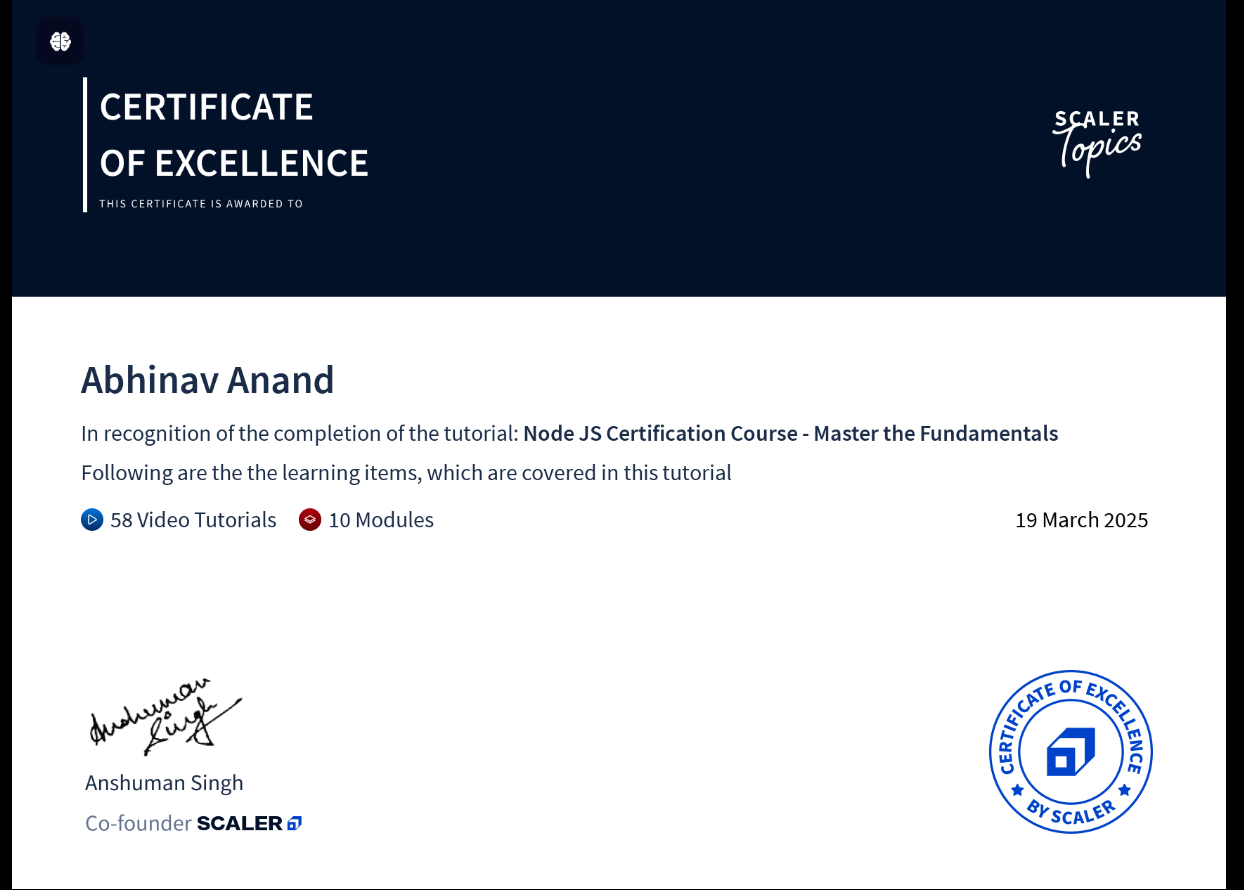 CERTIFICATE
OF EXCELLENCE
THIS CERTIFICATE IS AWARDED TO
SCALER
Topics
Abhinav Anand
In recognition of the completion of the tutorial: Node JS Certification Course - Master the Fundamentals
Following are the the learning items, which are covered in this tutorial
58 Video Tutorials 10 Modules 19 March 2025
Anshuman
Singh
Anshuman Singh
Co-founder SCALER
CERTIFICATE OF EXCELLENCE
BY SCALER